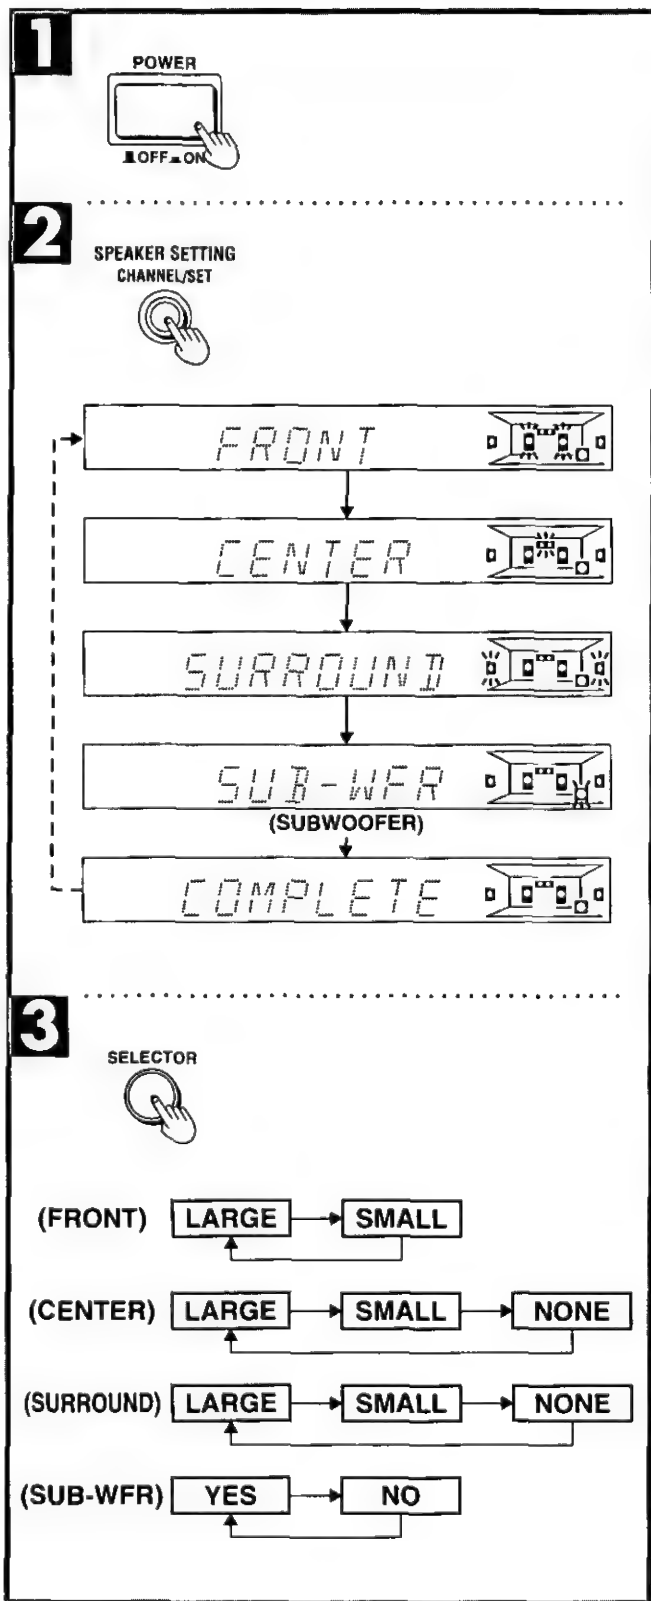 1
POWER
OFF ON
2
SPEAKER SETTING
CHANNEL/SET
FRONT
CENTER
SURROUND
SUB-WFR
(SUBWOOFER)
COMPLETE
3
SELECTOR
(FRONT) LARGE SMALL
(CENTER) LARGE SMALL NONE
(SURROUND) LARGE SMALL NONE
(SUB-WFR) YES NO